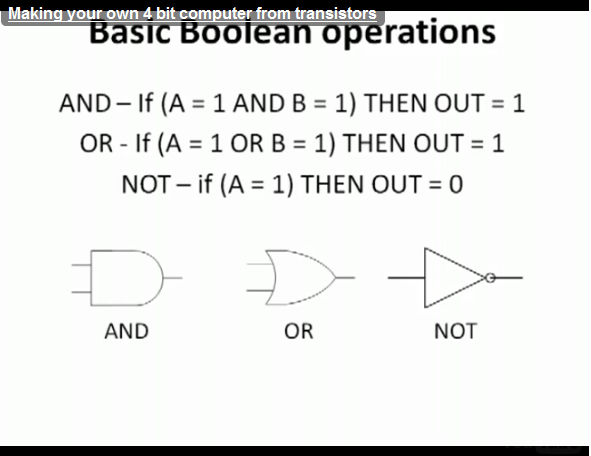 Making your own 4 bit computer from transistors
Basic Boolean operations
AND – If (A = 1 AND B = 1) THEN OUT = 1
OR - If (A = 1 OR B = 1) THEN OUT = 1
NOT – if (A = 1) THEN OUT = 0
AND OR NOT